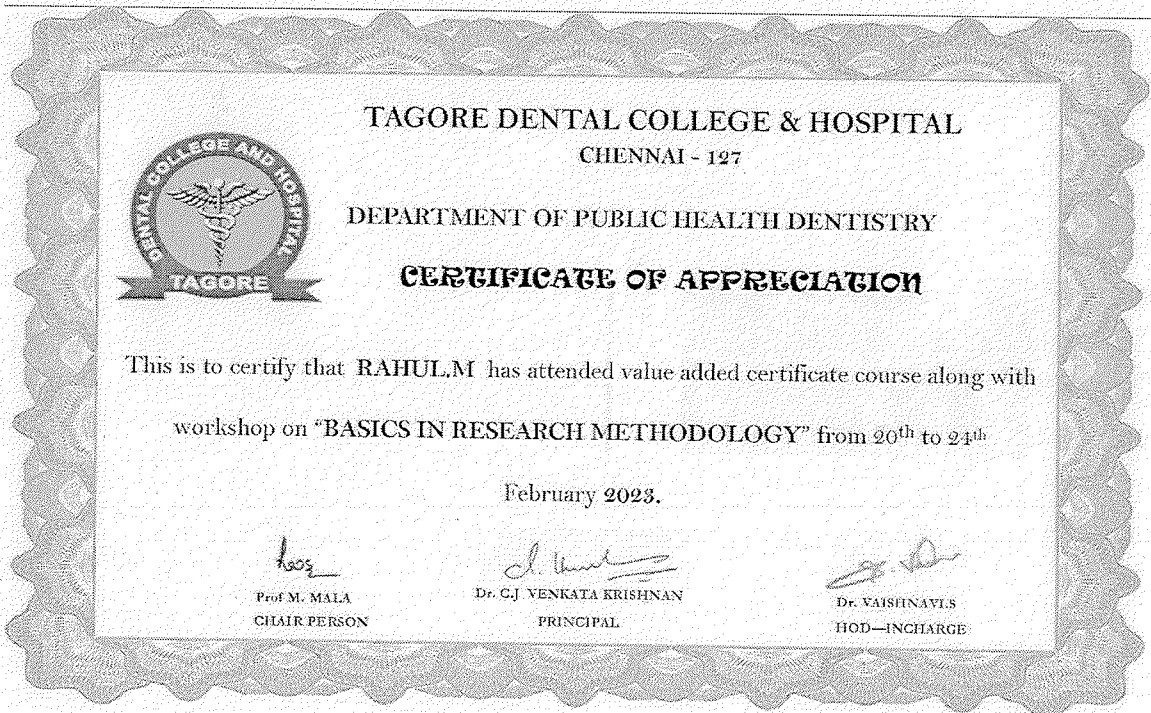 TAGORE DENTAL COLLEGE & HOSPITAL
CHENNAI - 127
DENTAL COLLEGE AND HOSPITAL
TAGORE
DEPARTMENT OF PUBLIC HEALTH DENTISTRY
CERTIFICATE OF APPRECIATION
This is to certify that RAHUL.M has attended value added certificate course along with
workshop on “BASICS IN RESEARCH METHODOLOGY” from 20th to 24th
February 2023.
Prof M. MALA
CHAIR PERSON
Dr. C.J VENKATA KRISHNAN
PRINCIPAL
Dr. VAISHNAVI.S
HOD—INCHARGE